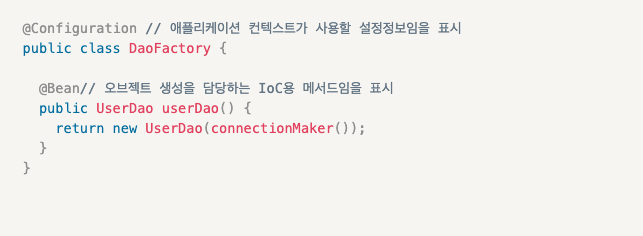 @Configuration // 애플리케이션 컨텍스트가 사용할 설정정보임을 표시
public class DaoFactory {
@Bean// 오브젝트 생성을 담당하는 IoC용 메서드임을 표시
public UserDao userDao() {
return new UserDao(connectionMaker());
}
}